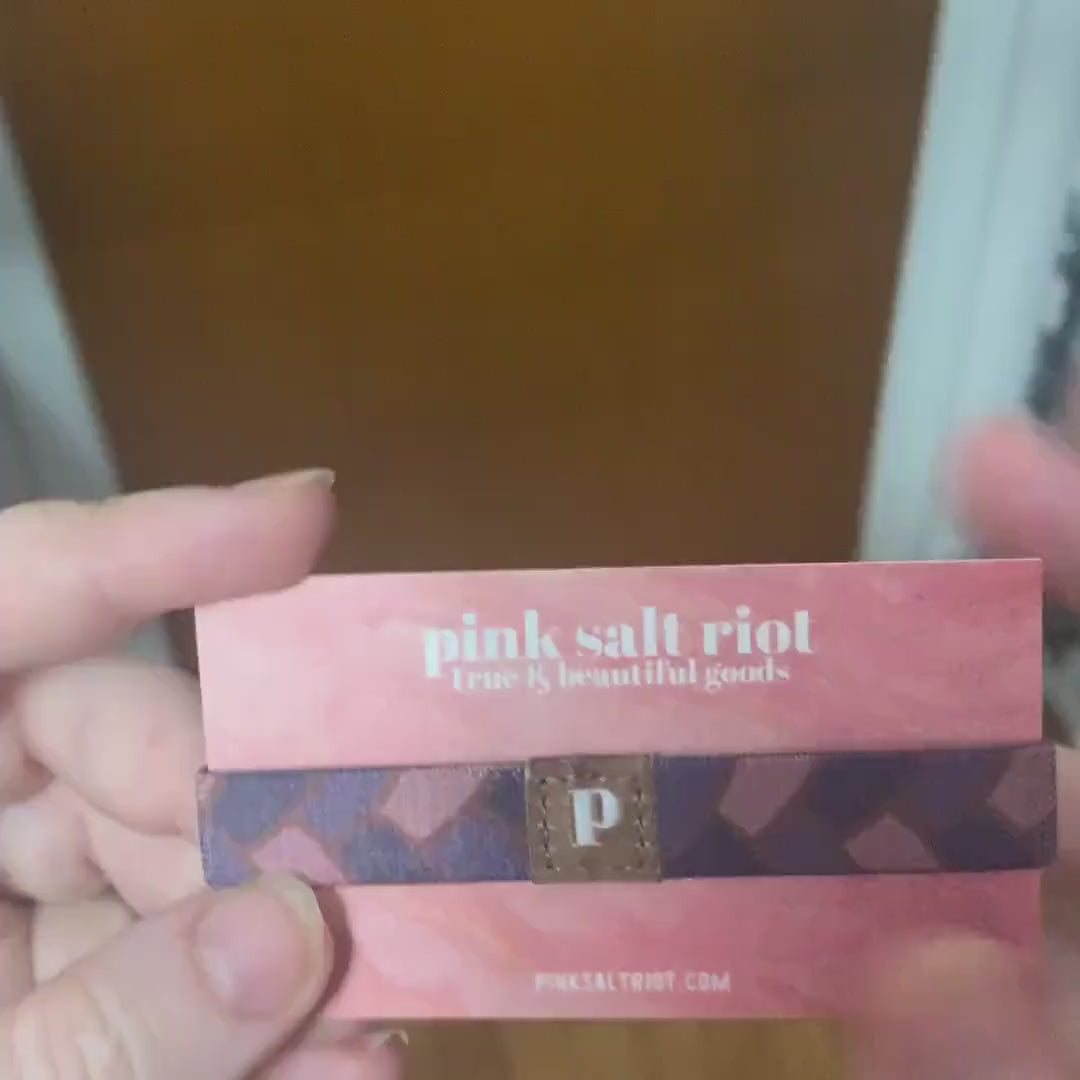 pink salt riot
true & beautiful goods
p
PINKSALTRIOT.COM